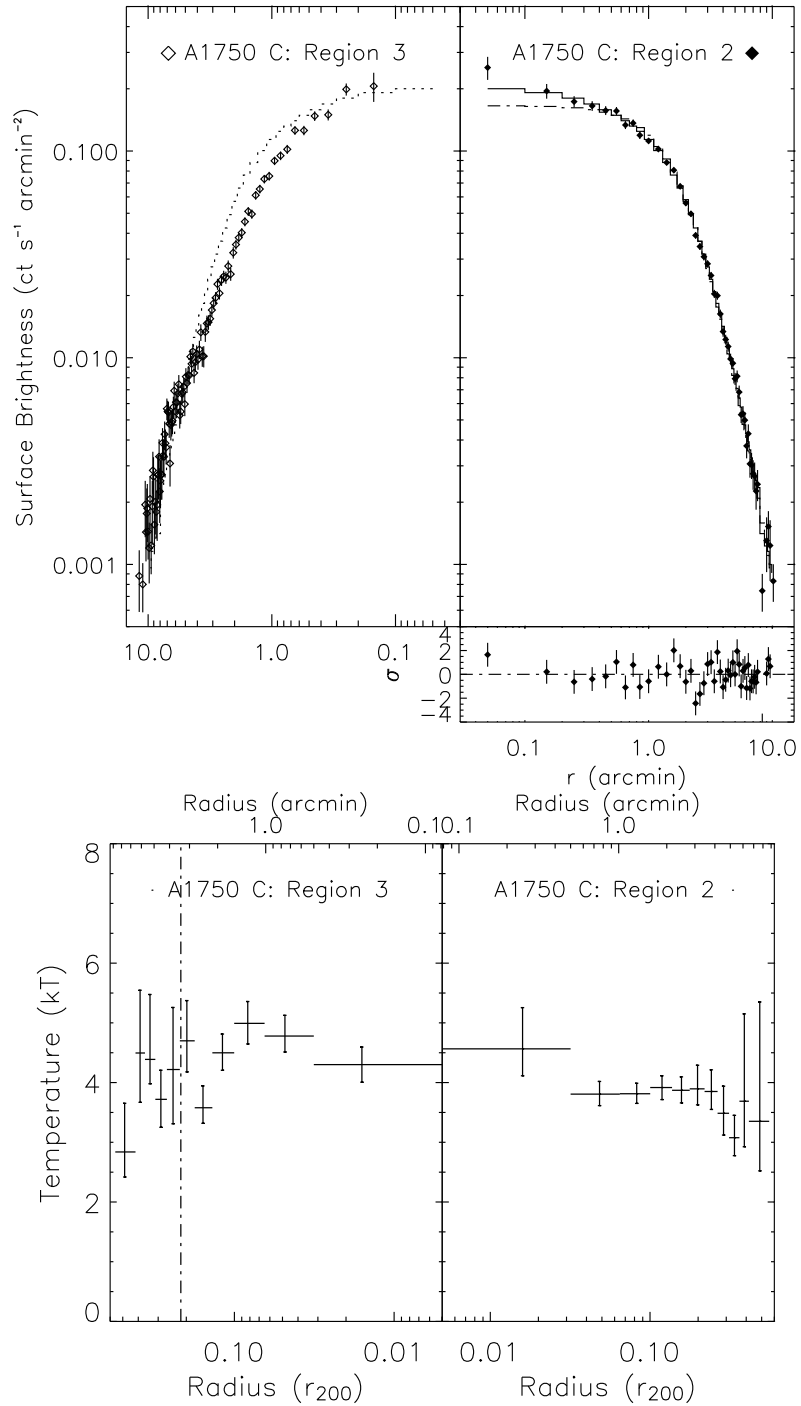 A1750 C: Region 3
A1750 C: Region 2
Surface Brightness (ct s⁻¹ arcmin⁻²)
0.100
0.010
0.001
10.0 1.0 0.1
σ
4
2
0
−2
−4
0.1 1.0 10.0
r (arcmin)
Radius (arcmin) Radius (arcmin)
1.0 0.10 0.1 1.0
A1750 C: Region 3
A1750 C: Region 2
Temperature (kT)
8
6
4
2
0
0.10 0.01 0.01 0.10
Radius (r₂₀₀) Radius (r₂₀₀)